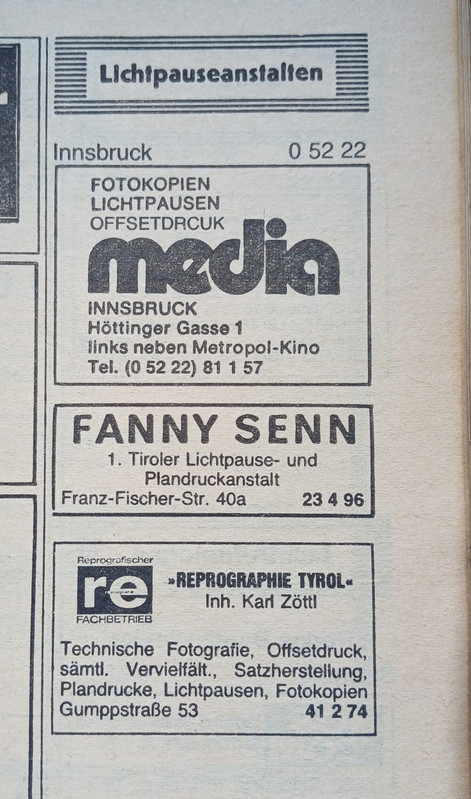 Lichtpauseanstalten
Innsbruck 0 52 22
FOTOKOPIEN
LICHTPAUSEN
OFFSETDRCUK
media
INNSBRUCK
Höttinger Gasse 1
links neben Metropol-Kino
Tel. (0 52 22) 81 1 57
FANNY SENN
1. Tiroler Lichtpause- und
Plandruckanstalt
Franz-Fischer-Str. 40a 23 4 96
Reprografischer
re
FACHBETRIEB
»REPROGRAPHIE TYROL«
Inh. Karl Zöttl
Technische Fotografie, Offsetdruck,
sämtl. Vervielfält., Satzherstellung,
Plandrucke, Lichtpausen, Fotokopien
Gumppstraße 53 41 2 74